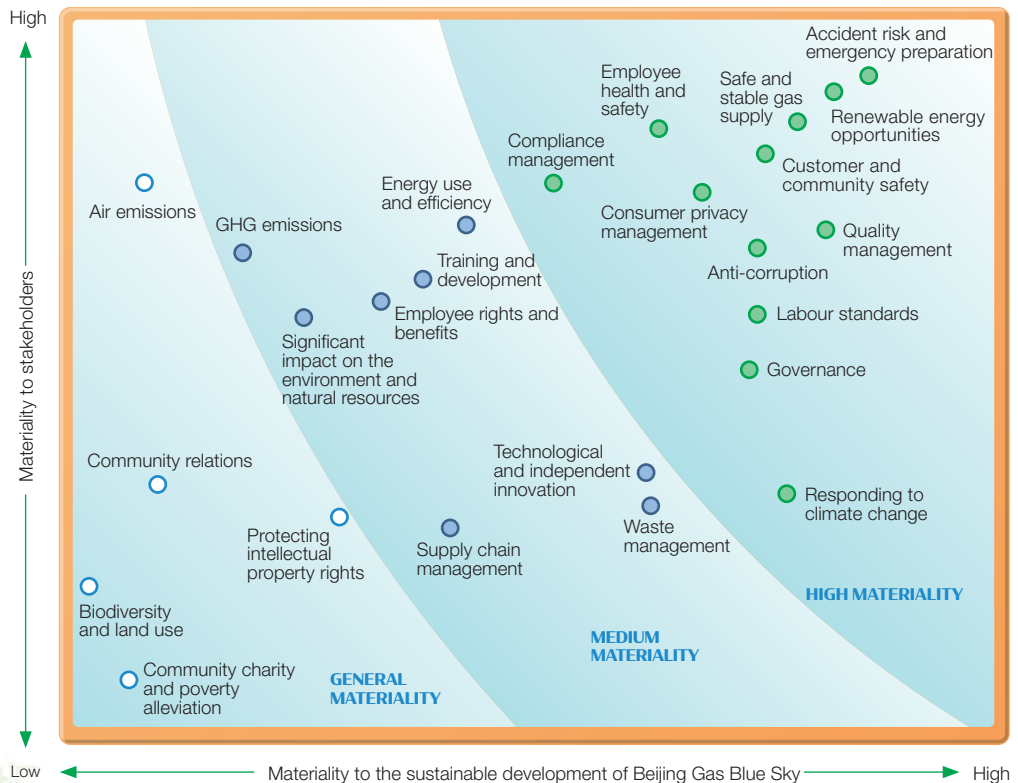 High
Accident risk and
emergency preparation
Employee
health and
safety
Safe and
stable gas
supply
Renewable energy
opportunities
Compliance
management
Customer and
community safety
Energy use
and efficiency
Air emissions
GHG emissions
Consumer privacy
management
Quality
management
Training and
development
Anti-corruption
Employee rights and
benefits
Labour standards
Significant
impact on the
environment and
natural resources
Governance
Materiality to stakeholders
Community relations
Technological
and independent
innovation
Responding to
climate change
Protecting
intellectual
property rights
Supply chain
management
Waste
management
Biodiversity
and land use
HIGH MATERIALITY
MEDIUM
MATERIALITY
Community charity
and poverty
alleviation
GENERAL
MATERIALITY
Low
Materiality to the sustainable development of Beijing Gas Blue Sky
High